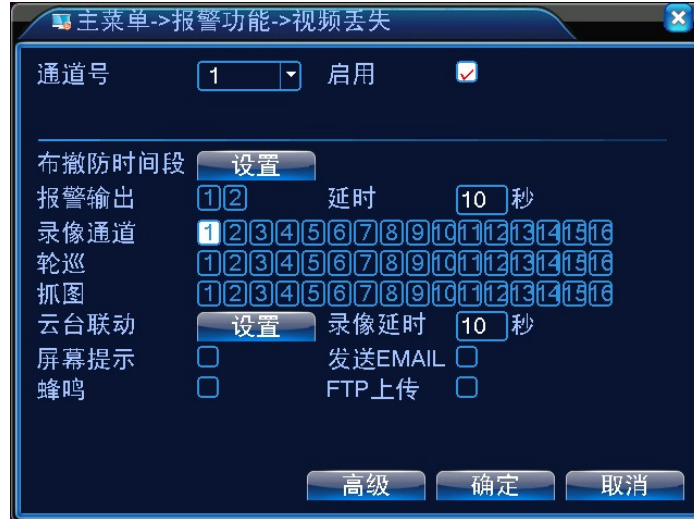 主菜单->报警功能->视频丢失
通道号 1 启用
布撤防时间段 设置
报警输出 1 2 延时 10 秒
录像通道 1 2 3 4 5 6 7 8 9 10 11 12 13 14 15 16
轮巡 1 2 3 4 5 6 7 8 9 10 11 12 13 14 15 16
抓图 1 2 3 4 5 6 7 8 9 10 11 12 13 14 15 16
云台联动 设置 录像延时 10 秒
屏幕提示 发送EMAIL
蜂鸣 FTP上传
高级 确定 取消